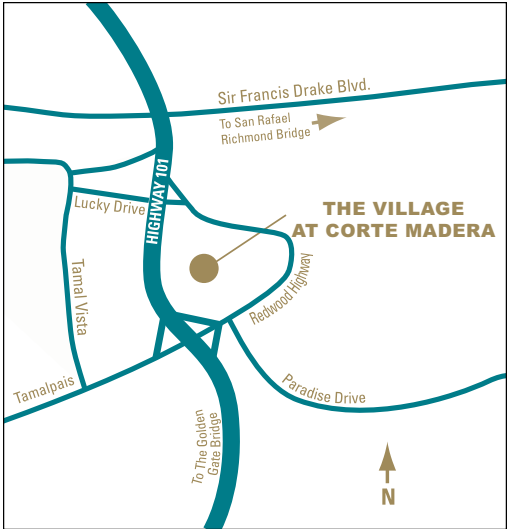 Sir Francis Drake Blvd.
To San Rafael
Richmond Bridge
HIGHWAY 101
Lucky Drive
THE VILLAGE
AT CORTE MADERA
Redwood Highway
Tamal Vista
Tamalpais
Paradise Drive
To The Golden
Gate Bridge
N